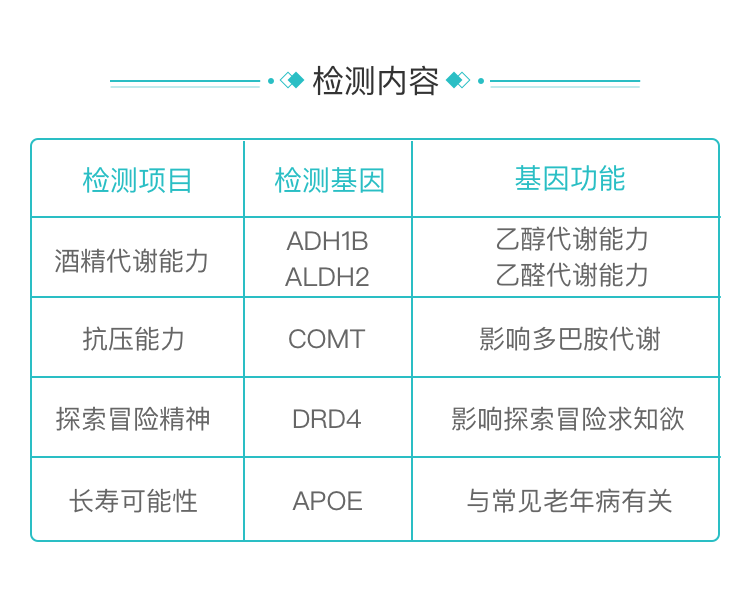 检测内容
检测项目 检测基因 基因功能
酒精代谢能力 ADH1B 乙醇代谢能力
ALDH2 乙醛代谢能力
抗压能力 COMT 影响多巴胺代谢
探索冒险精神 DRD4 影响探索冒险求知欲
长寿可能性 APOE 与常见老年病有关